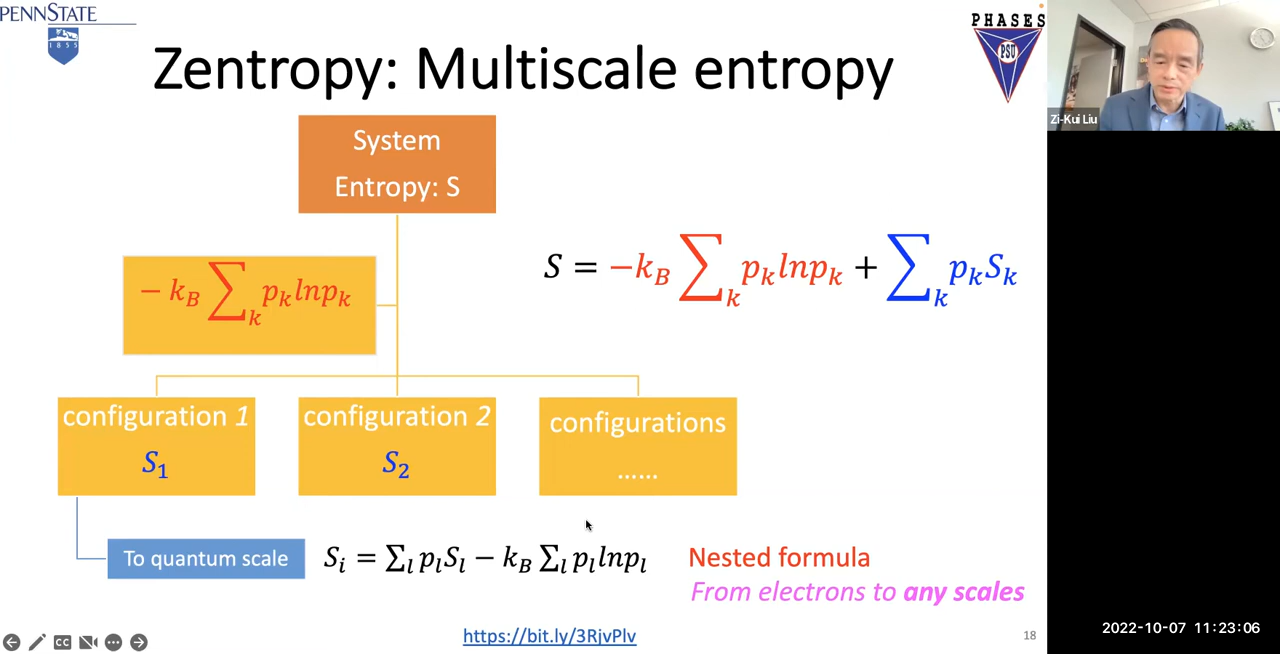 PENNSTATE
1855
PHASES
PSU
Zentropy: Multiscale entropy
Zi-Kui Liu
System
Entropy: S
S = −k_B ∑_k p_k lnp_k + ∑_k p_k S_k
− k_B ∑_k p_k lnp_k
configuration 1
S₁
configuration 2
S₂
configurations
......
To quantum scale
S_i = ∑_l p_l S_l − k_B ∑_l p_l lnp_l
Nested formula
From electrons to any scales
https://bit.ly/3RjvPlv
18
CC
2022-10-07 11:23:06